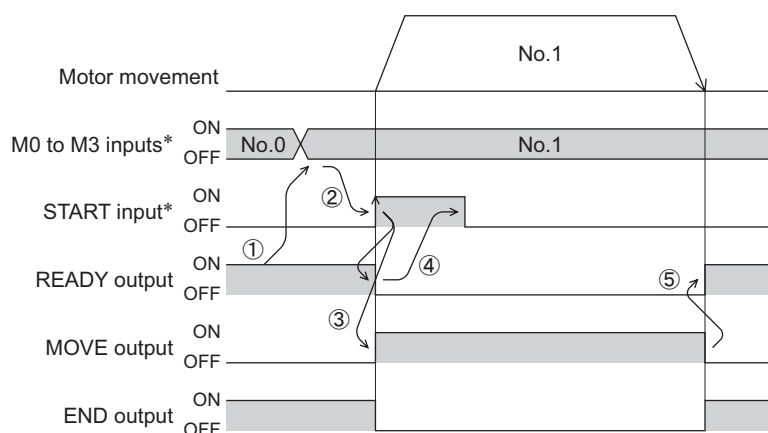 No.1
Motor movement
M0 to M3 inputs*
ON
OFF
No.0
No.1
START input*
ON
OFF
①
②
READY output
ON
OFF
④
⑤
③
MOVE output
ON
OFF
END output
ON
OFF